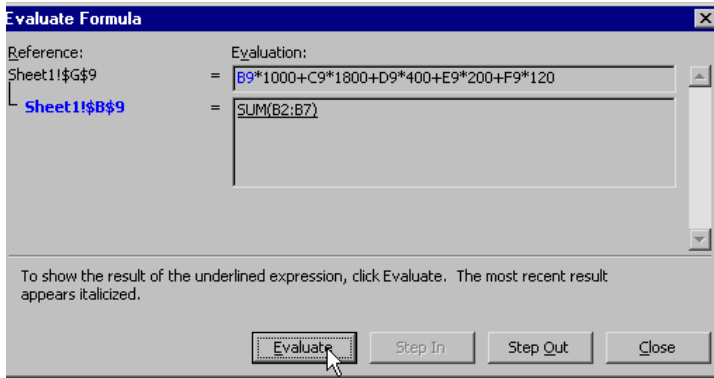 Evaluate Formula
Reference: Evaluation:
Sheet1!$G$9 = B9*1000+C9*1800+D9*400+E9*200+F9*120
Sheet1!$B$9 = SUM(B2:B7)
To show the result of the underlined expression, click Evaluate. The most recent result
appears italicized.
Evaluate Step In Step Out Close